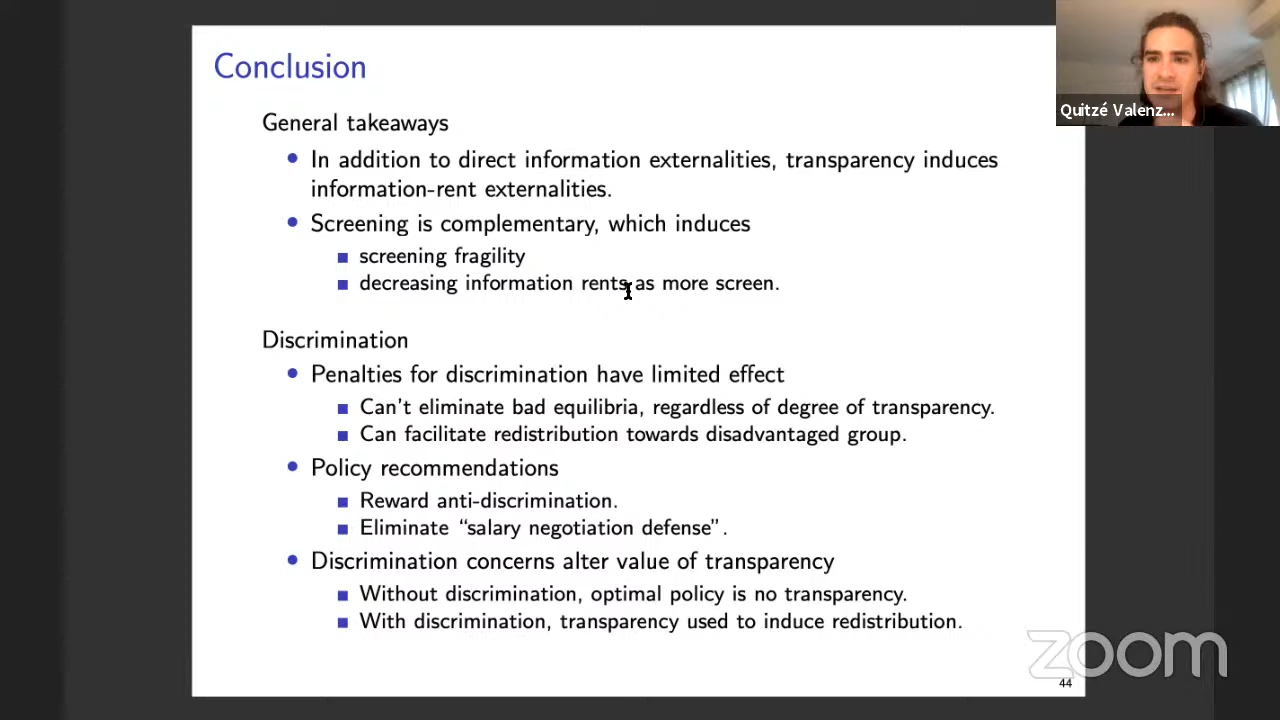 Conclusion
Quitzé Valenz...
General takeaways
• In addition to direct information externalities, transparency induces
information-rent externalities.
• Screening is complementary, which induces
■ screening fragility
■ decreasing information rents as more screen.
Discrimination
• Penalties for discrimination have limited effect
■ Can't eliminate bad equilibria, regardless of degree of transparency.
■ Can facilitate redistribution towards disadvantaged group.
• Policy recommendations
■ Reward anti-discrimination.
■ Eliminate “salary negotiation defense”.
• Discrimination concerns alter value of transparency
■ Without discrimination, optimal policy is no transparency.
■ With discrimination, transparency used to induce redistribution.
zoom
44